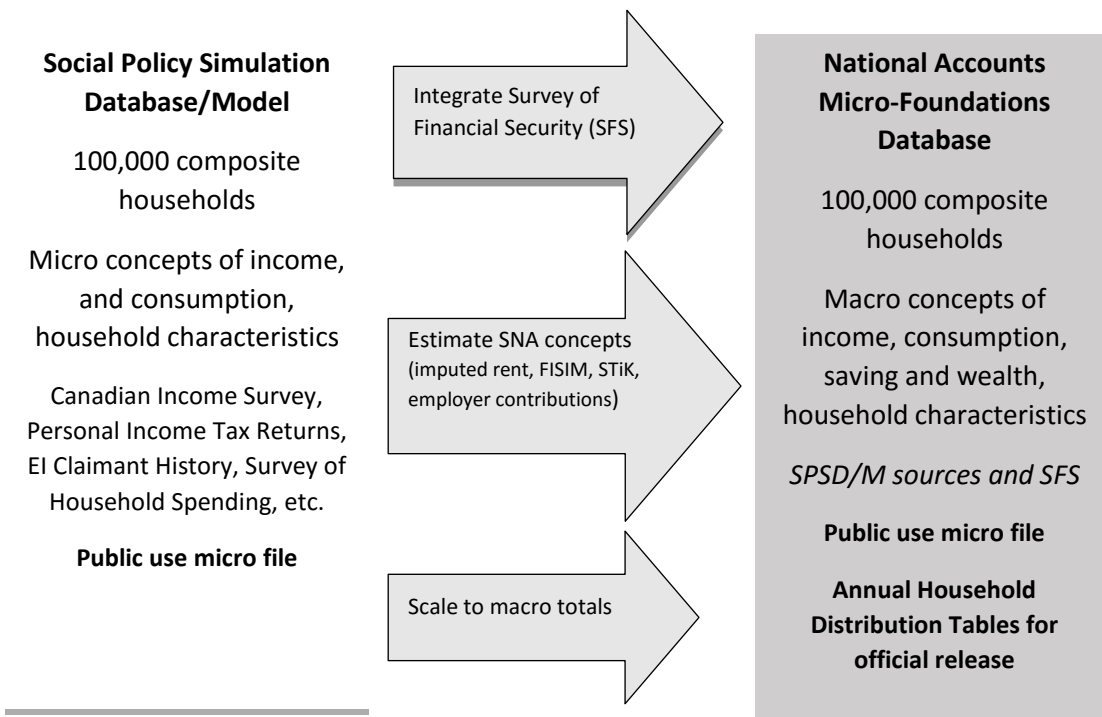 Social Policy Simulation
Database/Model
100,000 composite
households
Micro concepts of income,
and consumption,
household characteristics
Canadian Income Survey,
Personal Income Tax Returns,
EI Claimant History, Survey of
Household Spending, etc.
Public use micro file
Integrate Survey of
Financial Security (SFS)
Estimate SNA concepts
(imputed rent, FISIM, STiK,
employer contributions)
Scale to macro totals
National Accounts
Micro-Foundations
Database
100,000 composite
households
Macro concepts of
income, consumption,
saving and wealth,
household characteristics
SPSD/M sources and SFS
Public use micro file
Annual Household
Distribution Tables for
official release